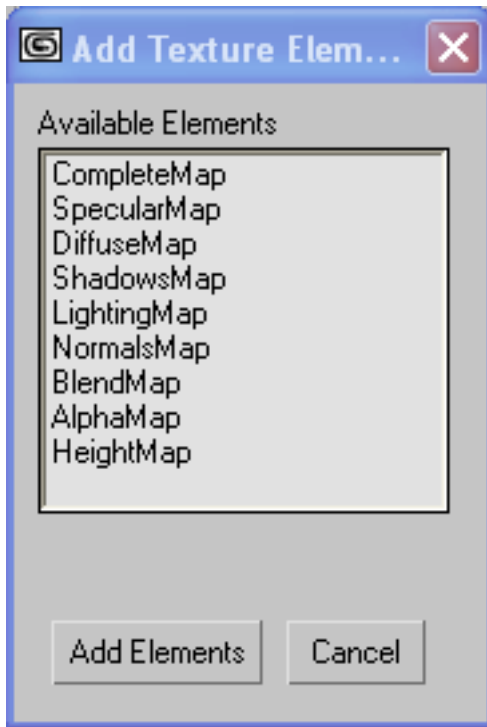 Add Texture Elem...
Available Elements
CompleteMap
SpecularMap
DiffuseMap
ShadowsMap
LightingMap
NormalsMap
BlendMap
AlphaMap
HeightMap
Add Elements
Cancel